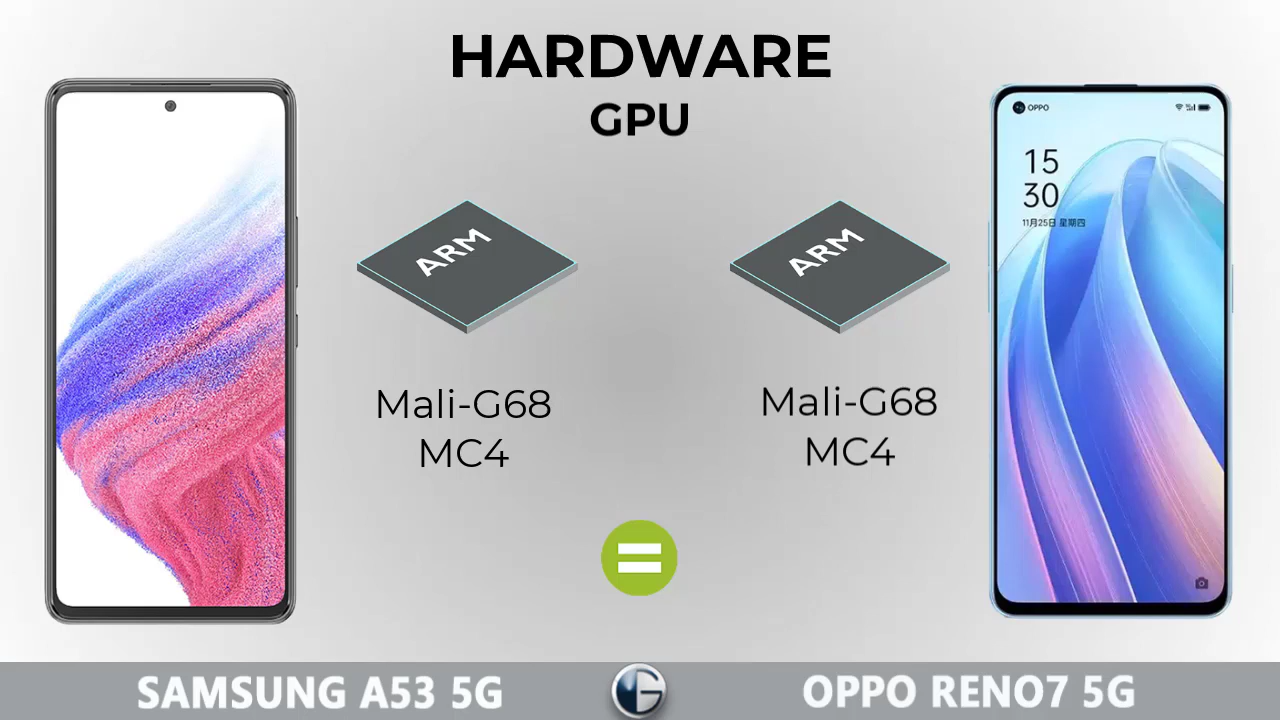 HARDWARE
GPU
OPPO
15
30
11月25日 星期四
ARM
ARM
Mali-G68
MC4
Mali-G68
MC4
SAMSUNG A53 5G
G
OPPO RENO7 5G